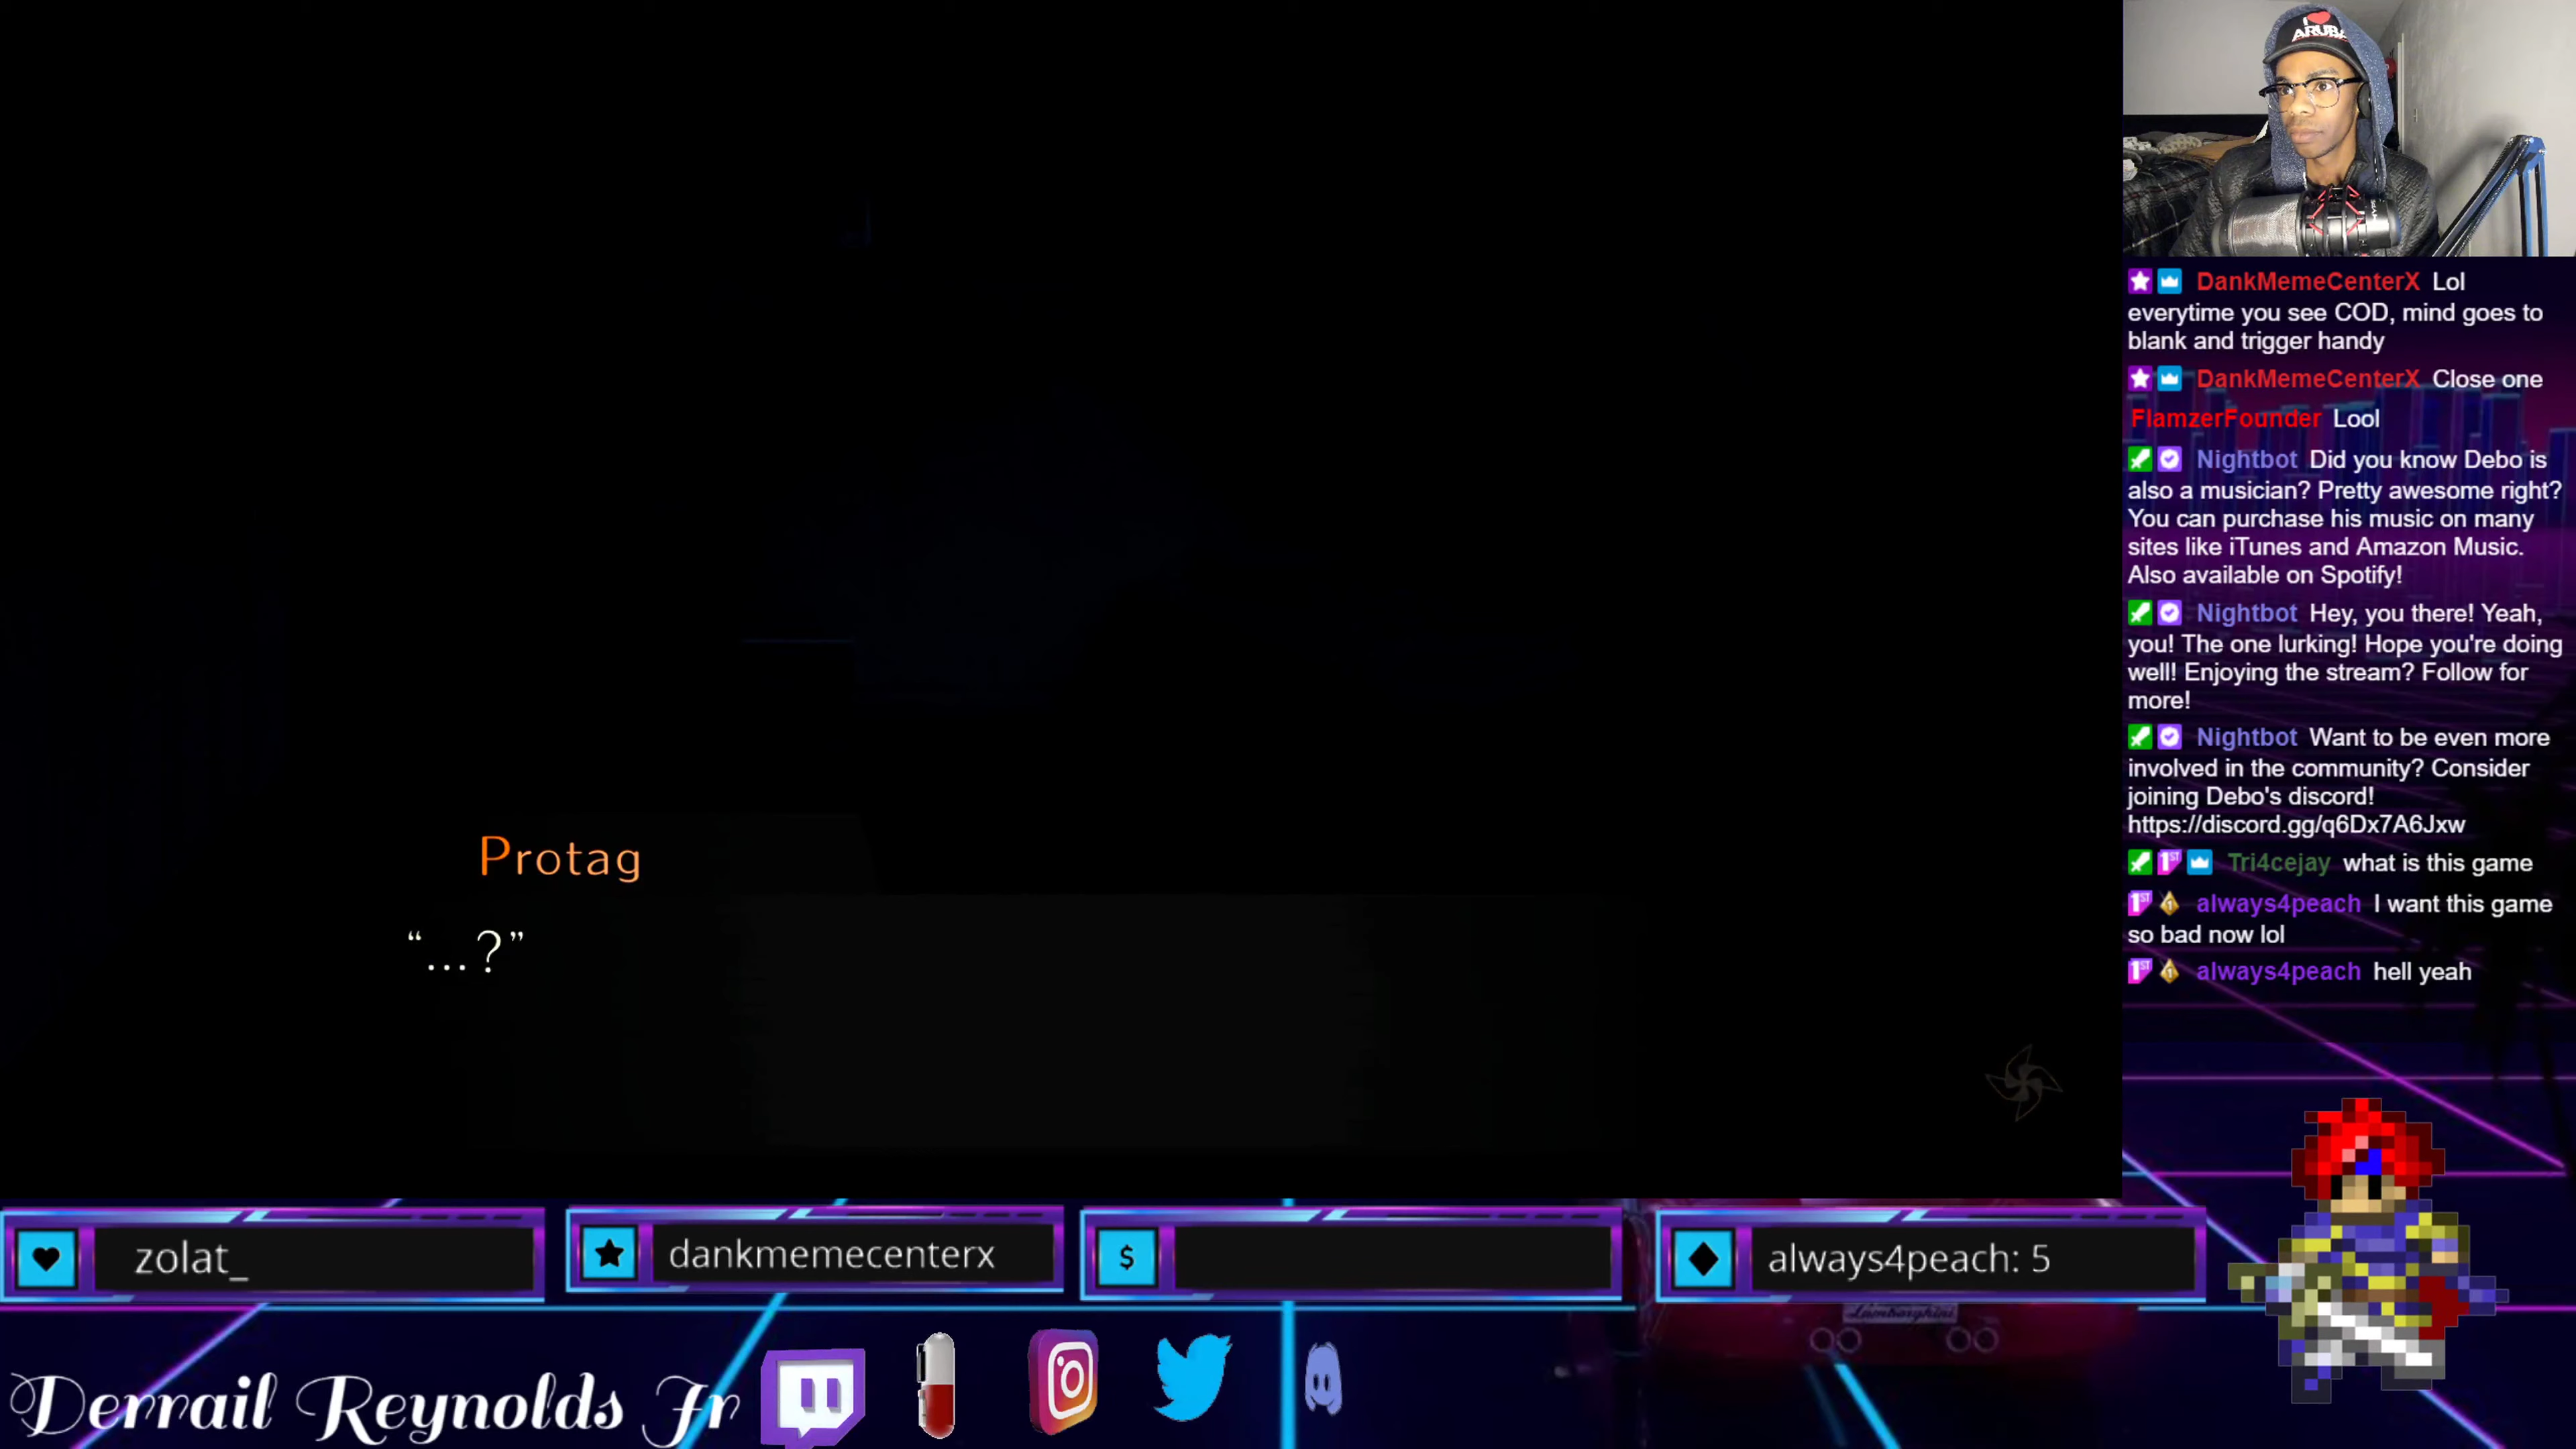 I ❤ ARUBA
DankMemeCenterX Lol
everytime you see COD, mind goes to
blank and trigger handy
DankMemeCenterX Close one
FlamzerFounder Lool
Nightbot Did you know Debo is
also a musician? Pretty awesome right?
You can purchase his music on many
sites like iTunes and Amazon Music.
Also available on Spotify!
Nightbot Hey, you there! Yeah,
you! The one lurking! Hope you're doing
well! Enjoying the stream? Follow for
more!
Nightbot Want to be even more
involved in the community? Consider
joining Debo's discord!
https://discord.gg/q6Dx7A6Jxw
1ST Tri4cejay what is this game
1ST always4peach I want this game
so bad now lol
1ST always4peach hell yeah
Protag
“...?”
zolat_
dankmemecenterx
$
always4peach: 5
Lamborghini
Derrail Reynolds Jr